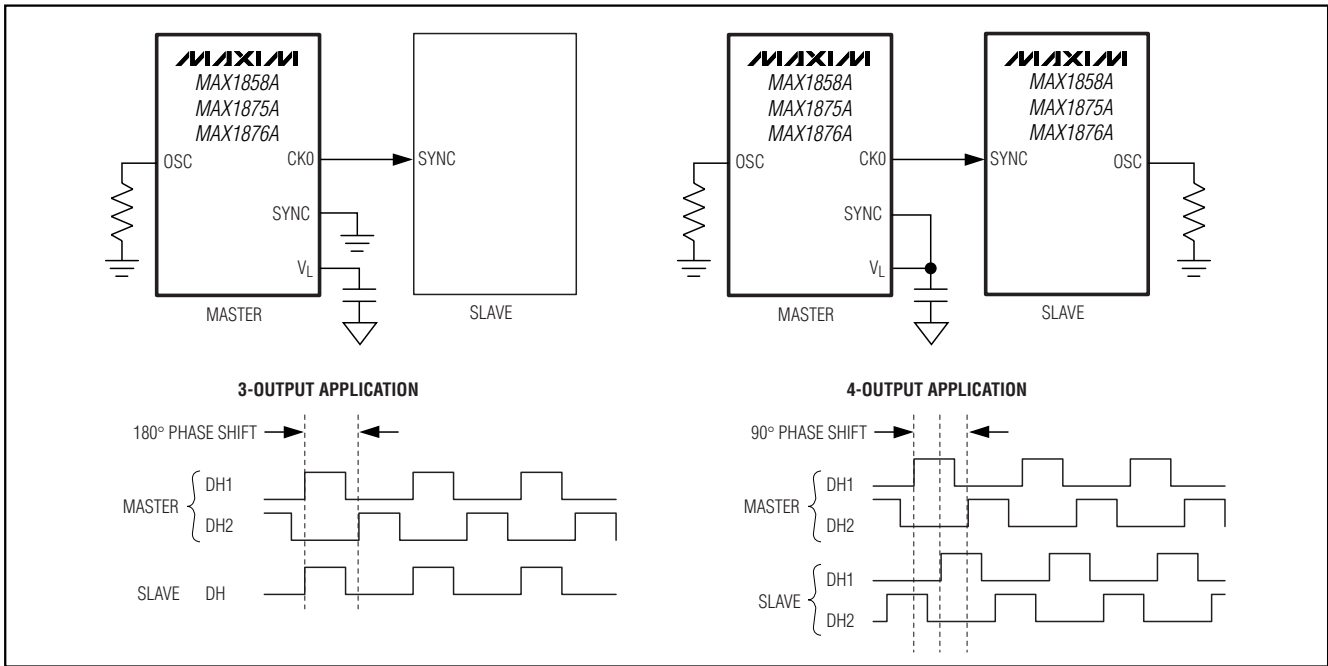 MAXIM
MAX1858A
MAX1875A
MAX1876A
OSC
CK0
SYNC
VL
MASTER
SYNC
SLAVE
MAXIM
MAX1858A
MAX1875A
MAX1876A
OSC
CK0
SYNC
VL
MASTER
MAXIM
MAX1858A
MAX1875A
MAX1876A
SYNC
OSC
SLAVE
3-OUTPUT APPLICATION
180° PHASE SHIFT
MASTER
DH1
DH2
SLAVE DH
4-OUTPUT APPLICATION
90° PHASE SHIFT
MASTER
DH1
DH2
SLAVE
DH1
DH2